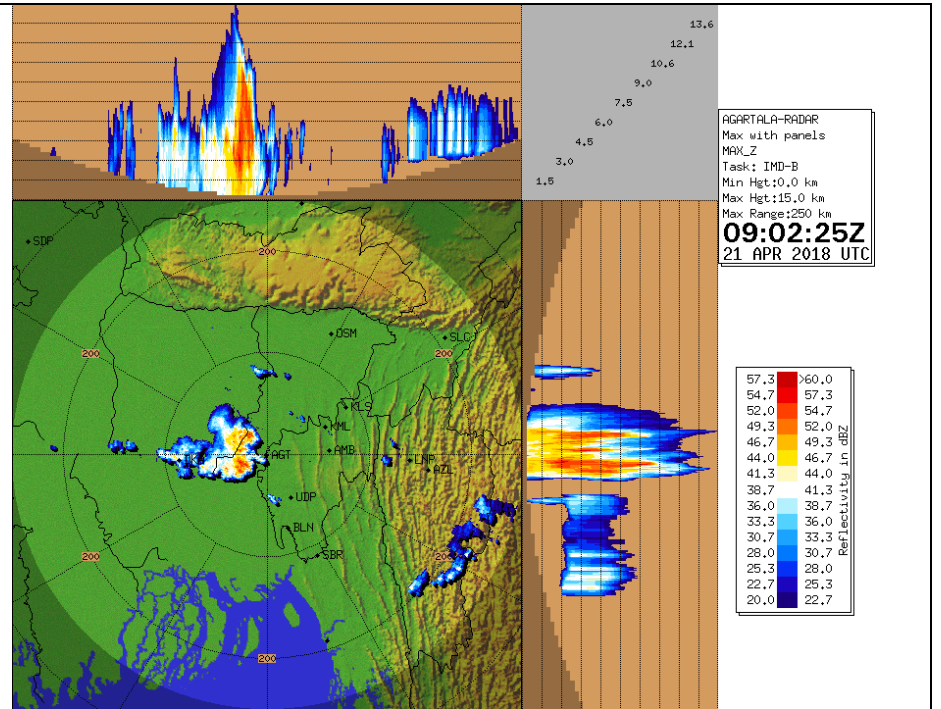 13.6
12.1
10.6
9.0
7.5
6.0
4.5
3.0
1.5
AGARTALA-RADAR
Max with panels
MAX_Z
Task: IMD-B
Min Hgt:0.0 km
Max Hgt:15.0 km
Max Range:250 km
09:02:25Z
21 APR 2018 UTC
SDP
200
OSM
SLC
200
200
KLS
KML
AGT
AMB
LNP
AZL
UDP
BLN
SBR
200
200
200
57.3 >60.0
54.7 57.3
52.0 54.7
49.3 52.0
46.7 49.3
44.0 46.7
41.3 44.0
38.7 41.3
36.0 38.7
33.3 36.0
30.7 33.3
28.0 30.7
25.3 28.0
22.7 25.3
20.0 22.7
Reflectivity in dBZ